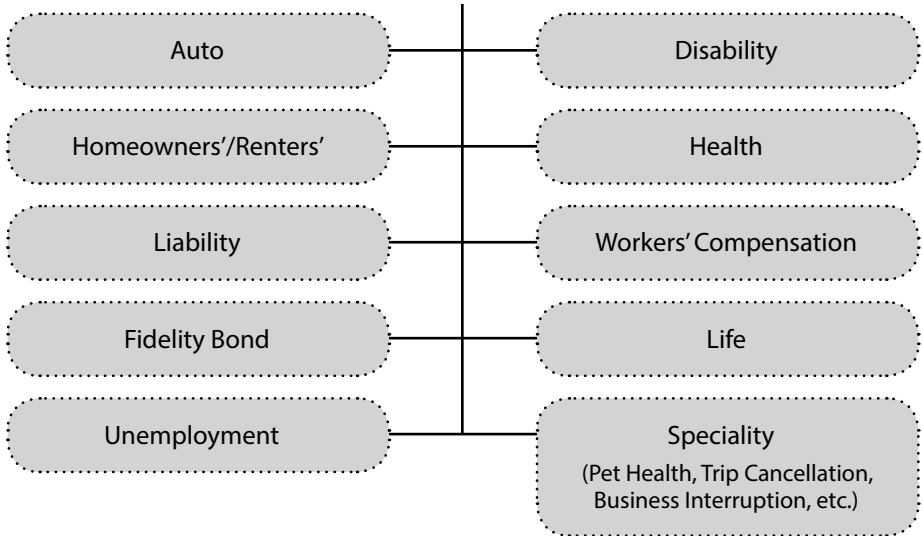 Auto
Disability
Homeowners’/Renters’
Health
Liability
Workers’ Compensation
Fidelity Bond
Life
Unemployment
Speciality
(Pet Health, Trip Cancellation,
Business Interruption, etc.)